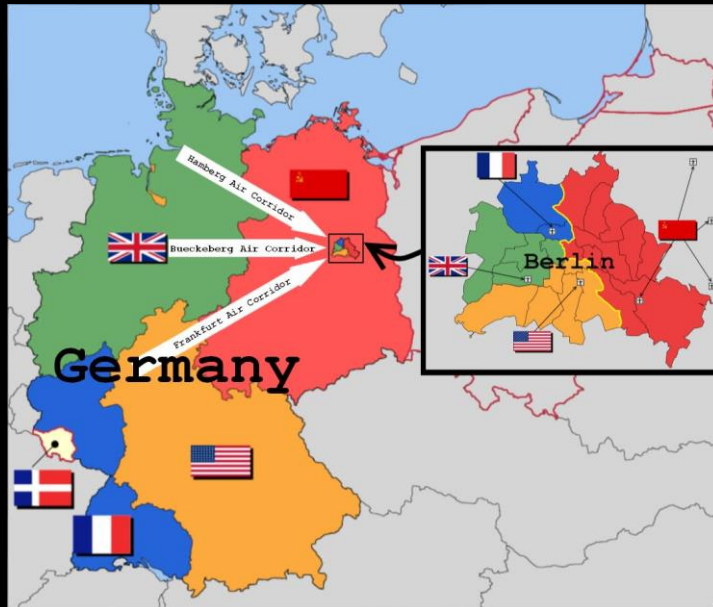 Hamberg Air Corridor
Bueckeberg Air Corridor
Frankfurt Air Corridor
Germany
Berlin